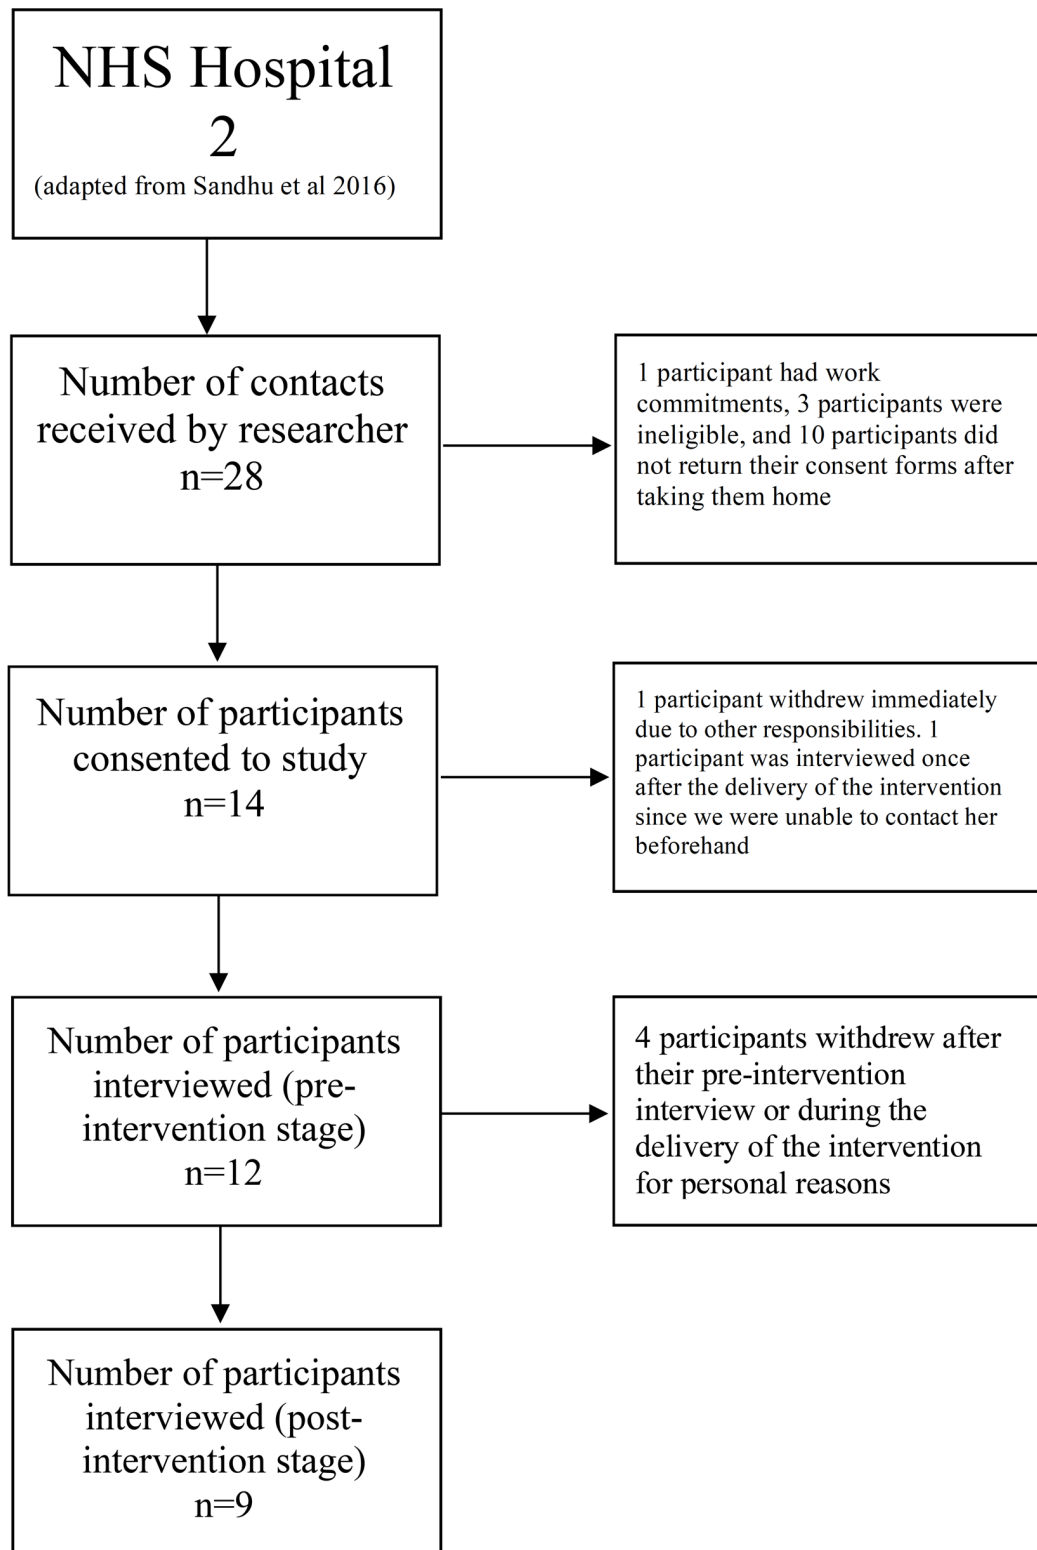 NHS Hospital
2
(adapted from Sandhu et al 2016)
Number of contacts
received by researcher
n=28
1 participant had work
commitments, 3 participants were
ineligible, and 10 participants did
not return their consent forms after
taking them home
Number of participants
consented to study
n=14
1 participant withdrew immediately
due to other responsibilities. 1
participant was interviewed once
after the delivery of the intervention
since we were unable to contact her
beforehand
Number of participants
interviewed (pre-
intervention stage)
n=12
4 participants withdrew after
their pre-intervention
interview or during the
delivery of the intervention
for personal reasons
Number of participants
interviewed (post-
intervention stage)
n=9